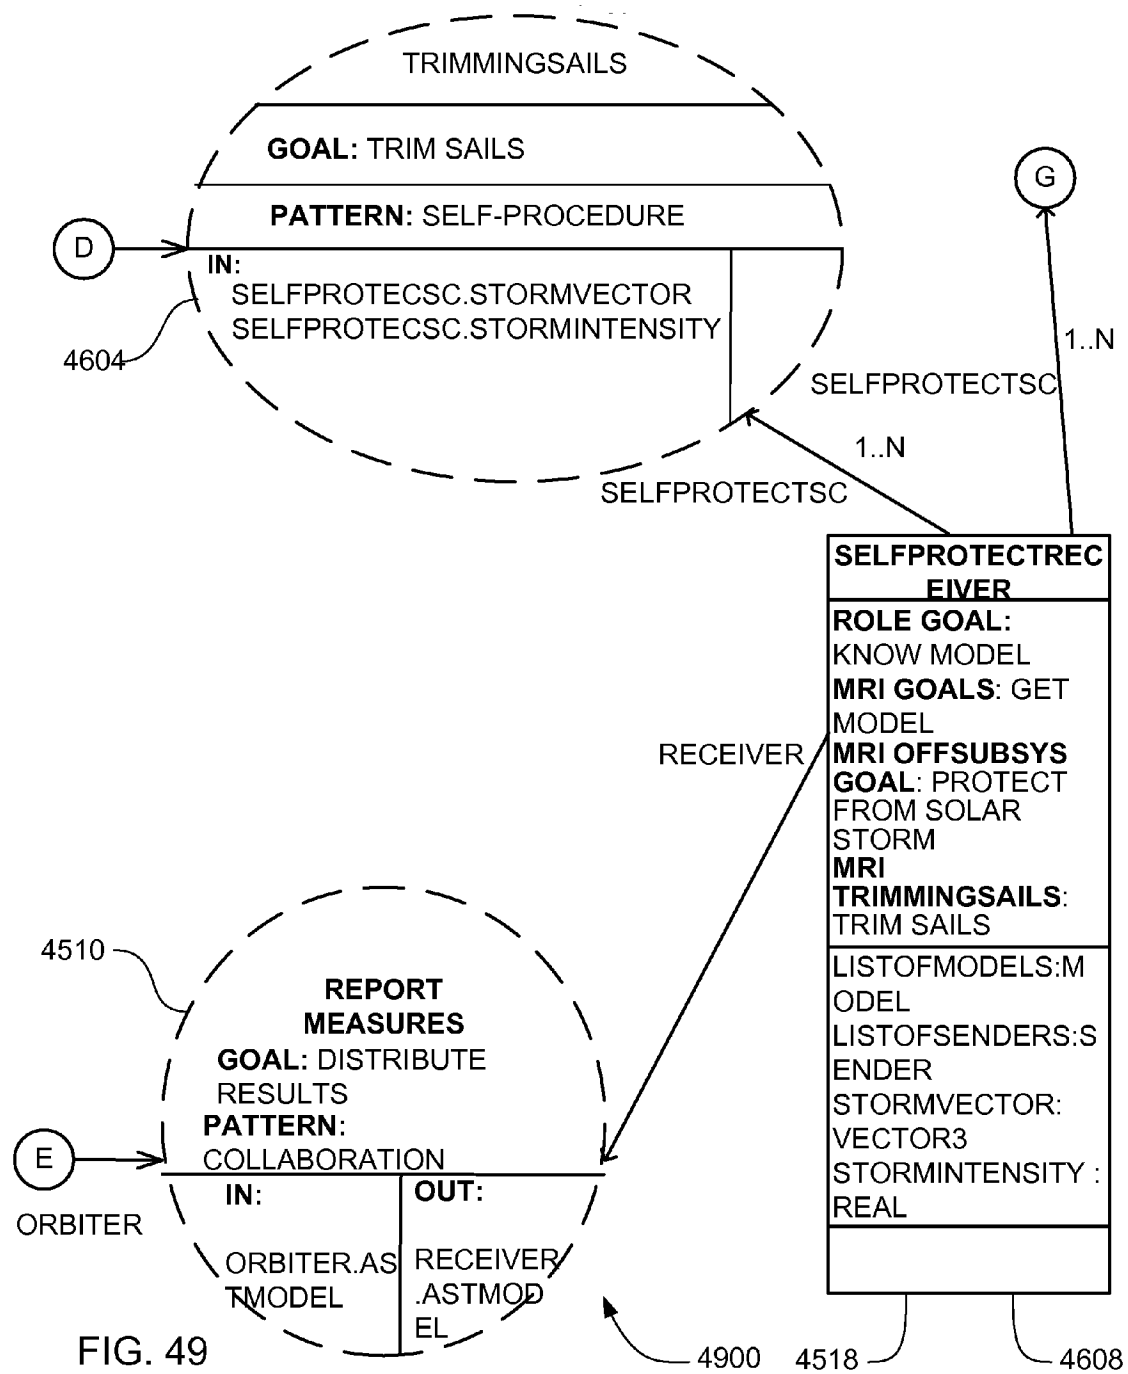 TRIMMINGSAILS
GOAL: TRIM SAILS
PATTERN: SELF-PROCEDURE
IN:
SELFPROTECSC.STORMVECTOR
SELFPROTECSC.STORMINTENSITY
D
4604
G
1..N
SELFPROTECTSC
1..N
SELFPROTECTSC
SELFPROTECTREC
EIVER
ROLE GOAL:
KNOW MODEL
MRI GOALS: GET
MODEL
MRI OFFSUBSYS
GOAL: PROTECT
FROM SOLAR
STORM
MRI
TRIMMINGSAILS:
TRIM SAILS
LISTOFMODELS:M
ODEL
LISTOFSENDERS:S
ENDER
STORMVECTOR:
VECTOR3
STORMINTENSITY :
REAL
RECEIVER
4510
REPORT
MEASURES
GOAL: DISTRIBUTE
RESULTS
PATTERN:
COLLABORATION
E
ORBITER
IN:
ORBITER.AS
TMODEL
OUT:
RECEIVER
.ASTMOD
EL
FIG. 49
4900
4518
4608